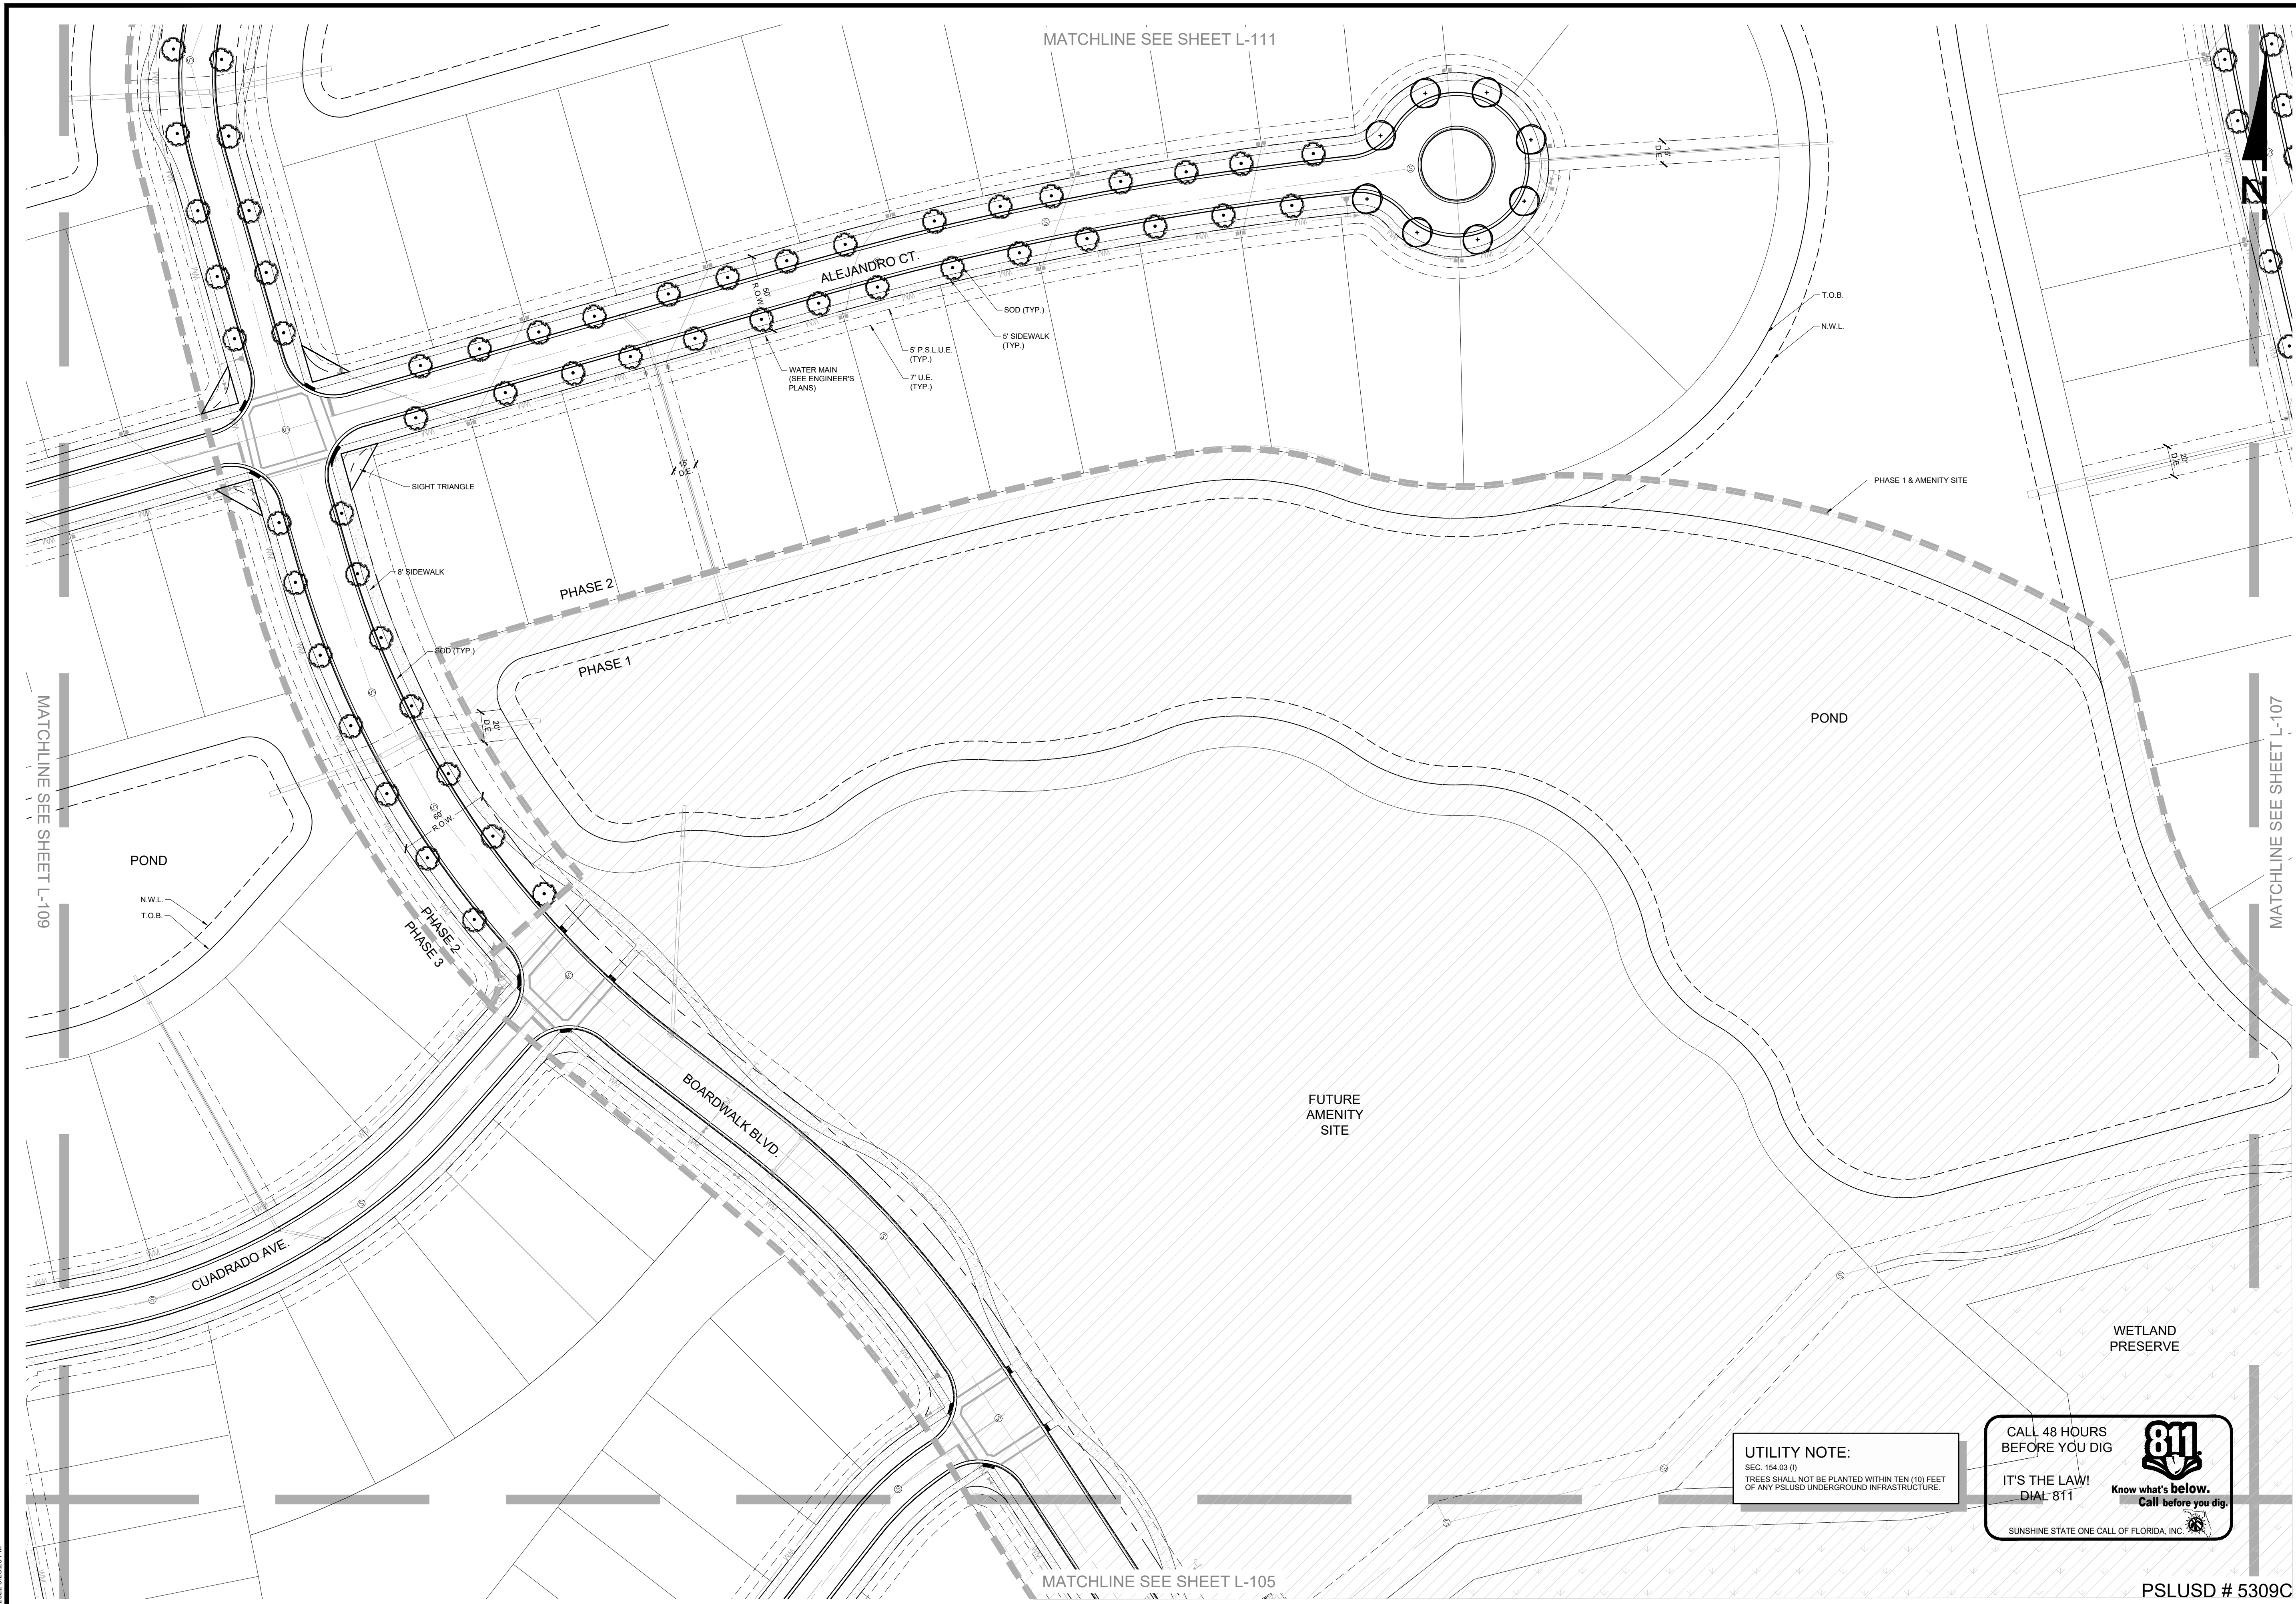 MATCHLINE SEE SHEET L-111
N
15'
D.E.
ALEJANDRO CT.
50'
R.O.W
SOD (TYP.)
5' SIDEWALK
(TYP.)
5' P.S.L.U.E.
(TYP.)
7' U.E.
(TYP.)
WATER MAIN
(SEE ENGINEER'S
PLANS)
T.O.B.
N.W.L.
15'
D.E.
20'
D.E
SIGHT TRIANGLE
PHASE 1 & AMENITY SITE
8' SIDEWALK
PHASE 2
SOD (TYP.)
PHASE 1
20'
D.E
MATCHLINE SEE SHEET L-109
MATCHLINE SEE SHEET L-107
POND
60'
R.O.W
POND
N.W.L.
T.O.B.
PHASE 2
PHASE 3
BOARDWALK BLVD.
FUTURE
AMENITY
SITE
CUADRADO AVE.
WETLAND
PRESERVE
UTILITY NOTE:
SEC. 154.03 (I)
TREES SHALL NOT BE PLANTED WITHIN TEN (10) FEET
OF ANY PSLUSD UNDERGROUND INFRASTRUCTURE.
CALL 48 HOURS
BEFORE YOU DIG
IT'S THE LAW!
DIAL 811
811
Know what's below.
Call before you dig.
SUNSHINE STATE ONE CALL OF FLORIDA, INC.
MATCHLINE SEE SHEET L-105
PSLUSD # 5309C